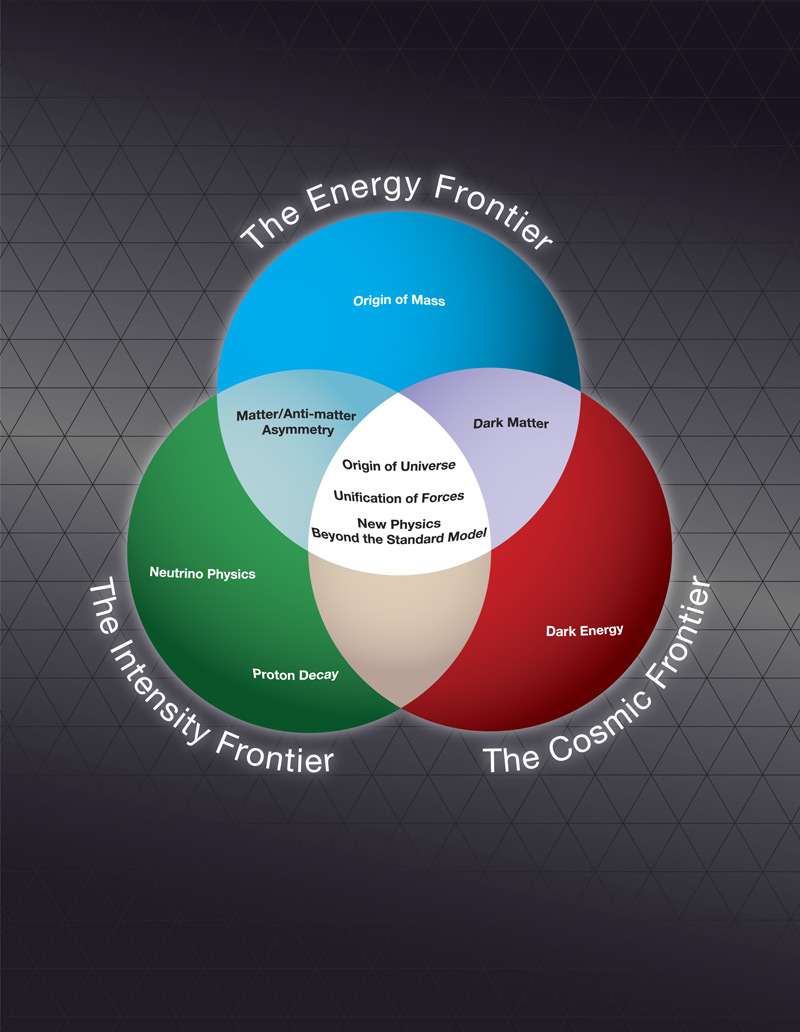 The Energy Frontier
Origin of Mass
Matter/Anti-matter
Asymmetry
Dark Matter
Origin of Universe
Unification of Forces
New Physics
Beyond the Standard Model
Neutrino Physics
Proton Decay
Dark Energy
The Intensity Frontier
The Cosmic Frontier